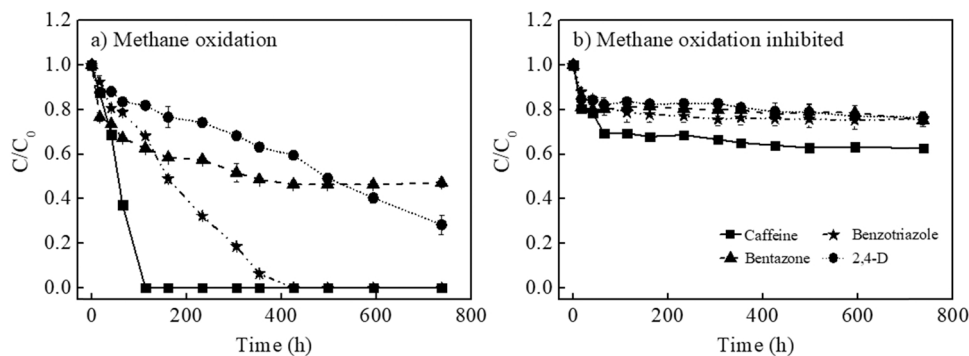 a) Methane oxidation
b) Methane oxidation inhibited
1.2
1.0
0.8
0.6
0.4
0.2
0.0
C/C₀
0 200 400 600 800
Time (h)
1.2
1.0
0.8
0.6
0.4
0.2
0.0
C/C₀
Caffeine
Benzotriazole
Bentazone
2,4-D
0 200 400 600 800
Time (h)